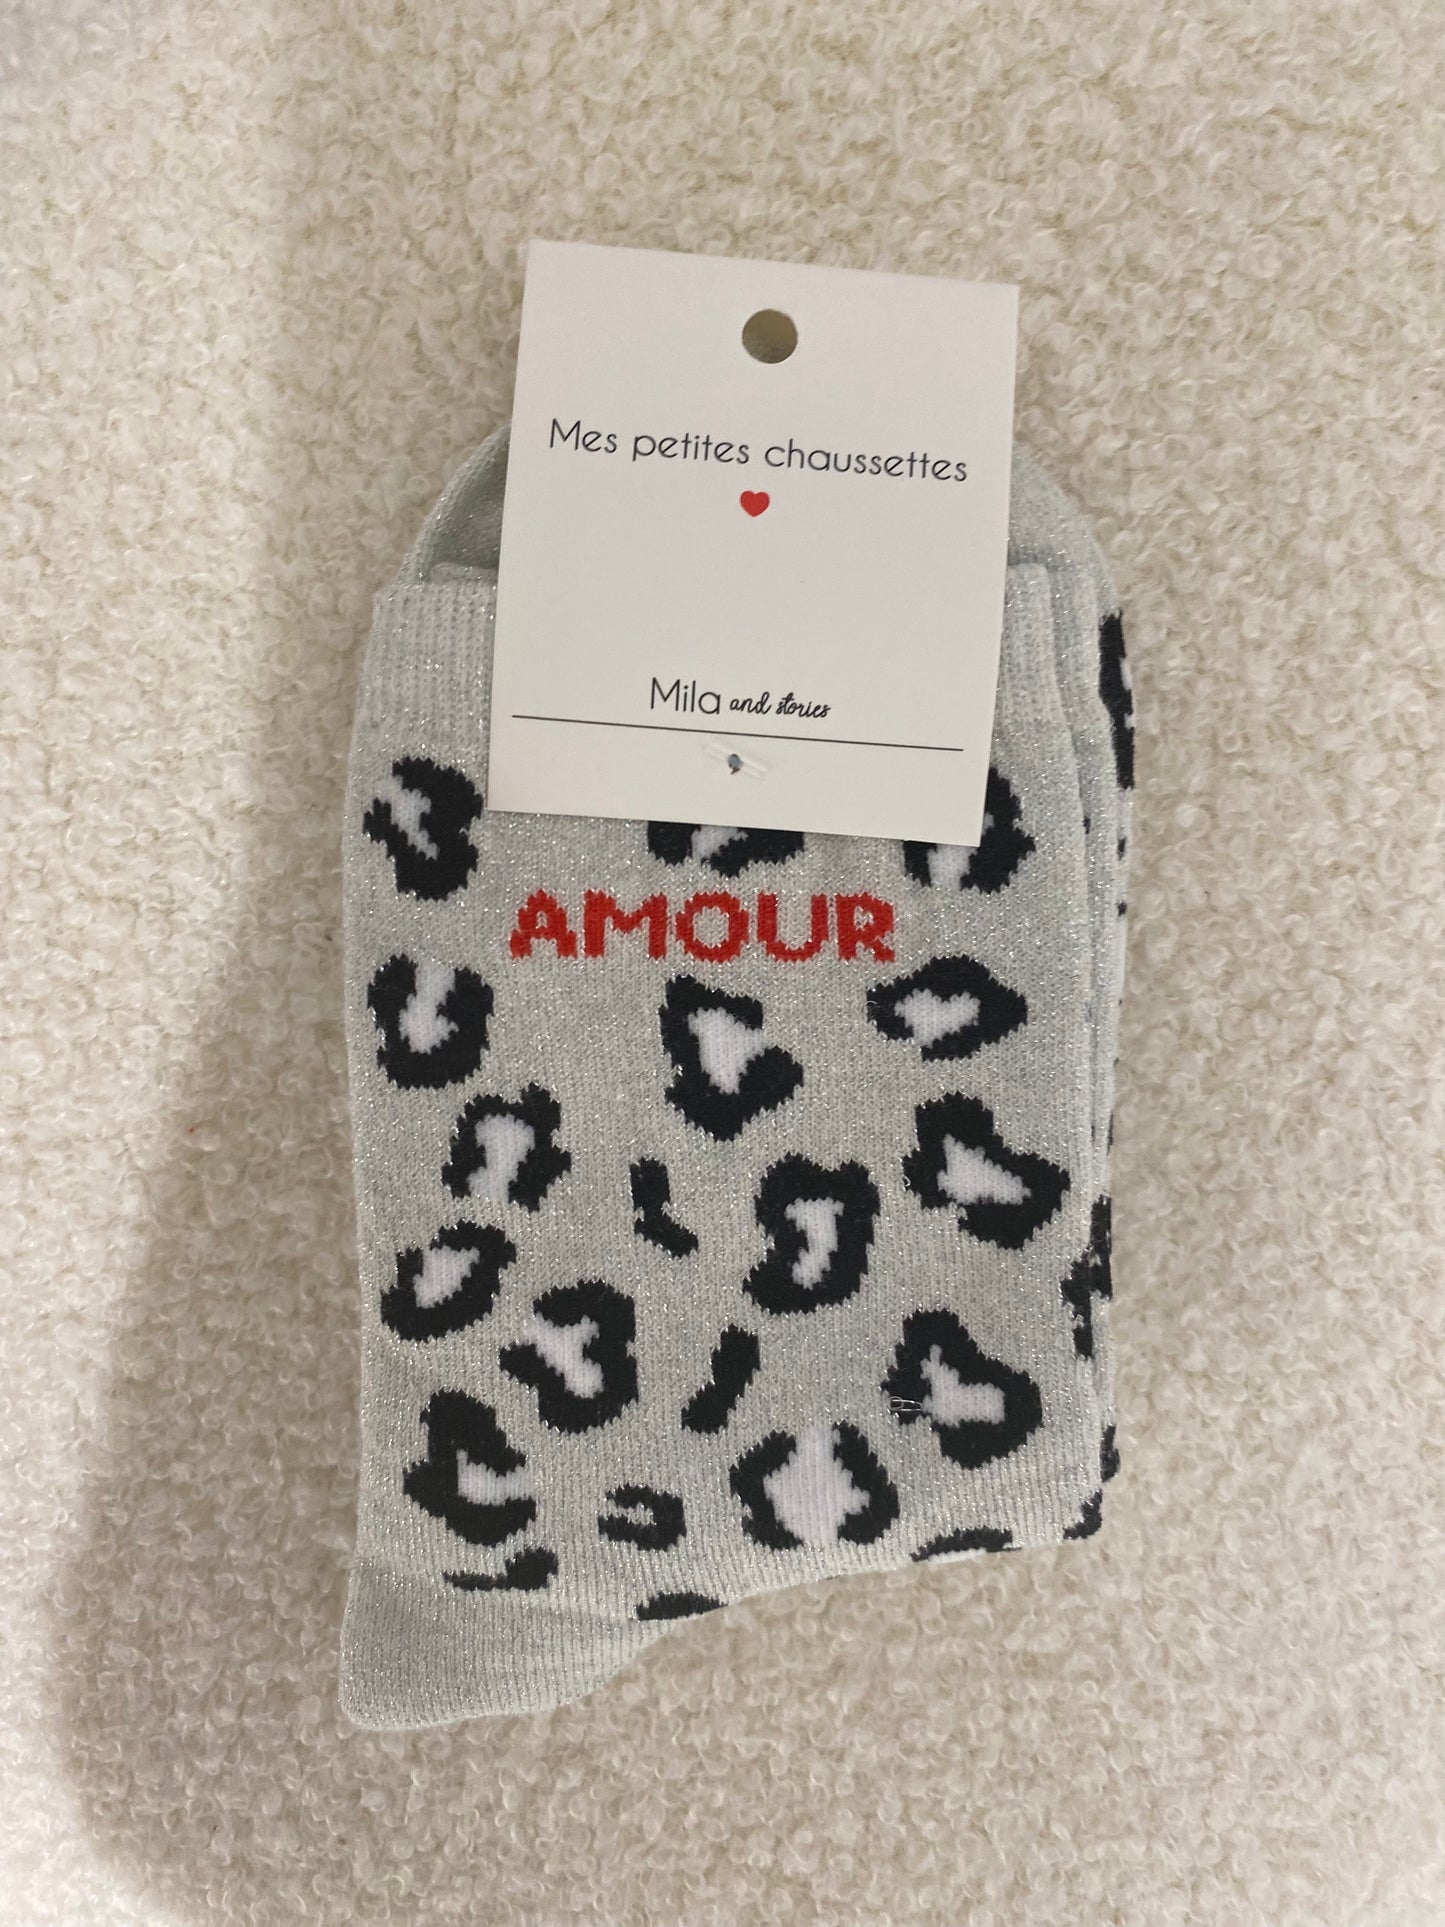 Mes petites chaussettes
Mila and stories
AMOUR